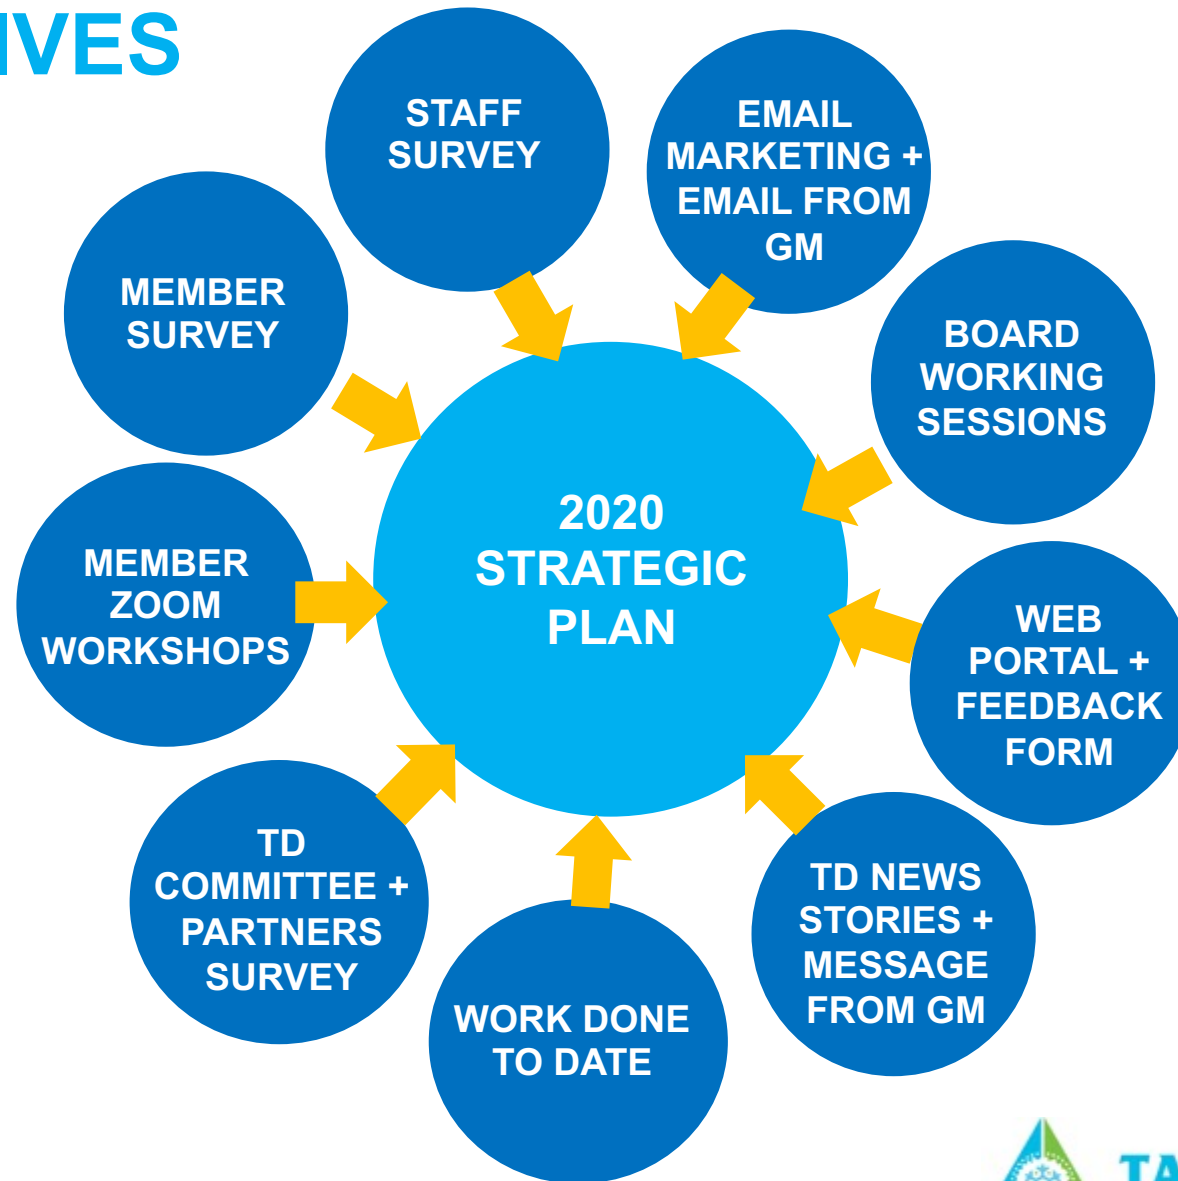 IVES
STAFF
SURVEY
EMAIL
MARKETING +
EMAIL FROM
GM
MEMBER
SURVEY
BOARD
WORKING
SESSIONS
2020
STRATEGIC
PLAN
MEMBER
ZOOM
WORKSHOPS
WEB
PORTAL +
FEEDBACK
FORM
TD
COMMITTEE +
PARTNERS
SURVEY
TD NEWS
STORIES +
MESSAGE
FROM GM
WORK DONE
TO DATE
TA